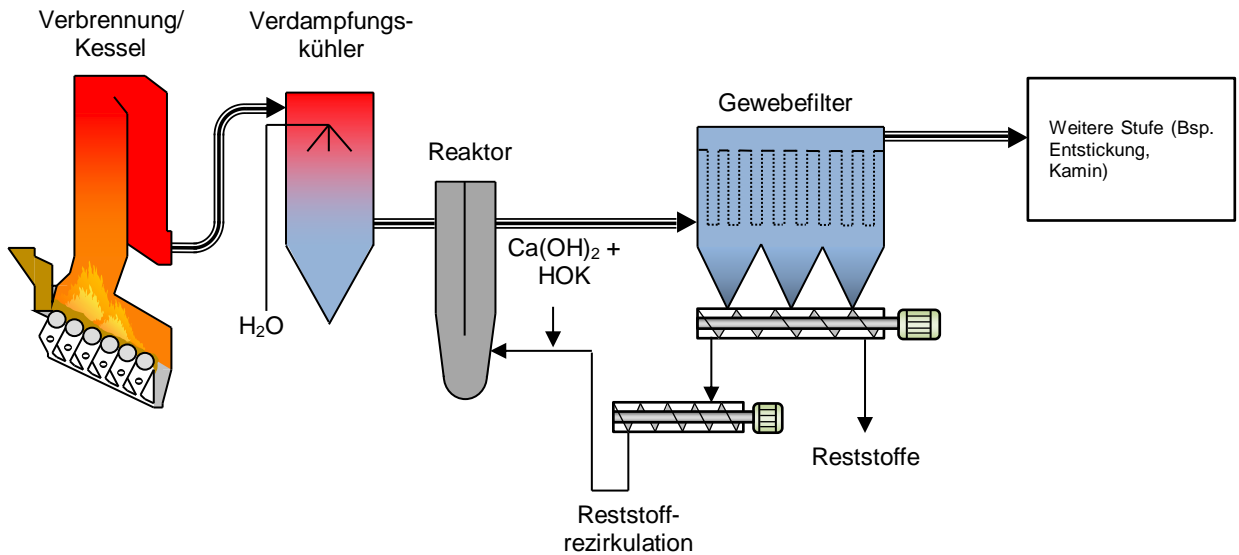 Verbrennung/
Kessel
Verdampfungs-
kühler
Gewebefilter
Weitere Stufe (Bsp.
Entstickung,
Kamin)
Reaktor
Ca(OH)₂ +
HOK
H₂O
Reststoffe
Reststoff-
rezirkulation